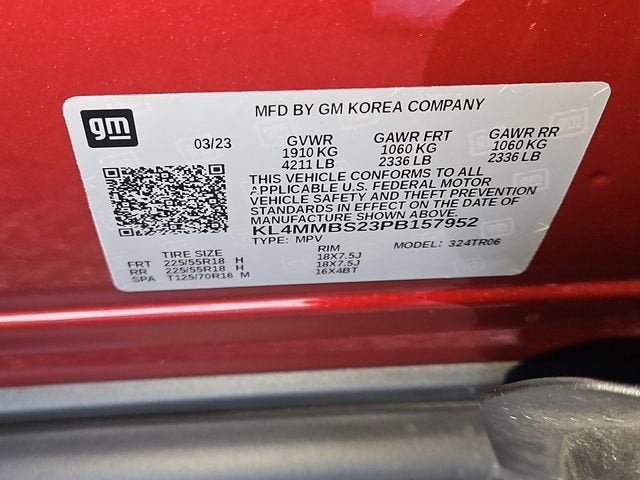 gm
MFD BY GM KOREA COMPANY
03/23
GVWR
1910 KG
4211 LB
GAWR FRT
1060 KG
2336 LB
GAWR RR
1060 KG
2336 LB
THIS VEHICLE CONFORMS TO ALL
APPLICABLE U.S. FEDERAL MOTOR
VEHICLE SAFETY AND THEFT PREVENTION
STANDARDS IN EFFECT ON THE DATE OF
MANUFACTURE SHOWN ABOVE.
KL4MMBS23PB157952
TYPE: MPV
MODEL: 324TR06
TIRE SIZE RIM
FRT 225/55R18 H 18X7.5J
RR 225/55R18 H 18X7.5J
SPA T125/70R16 M 16X4BT